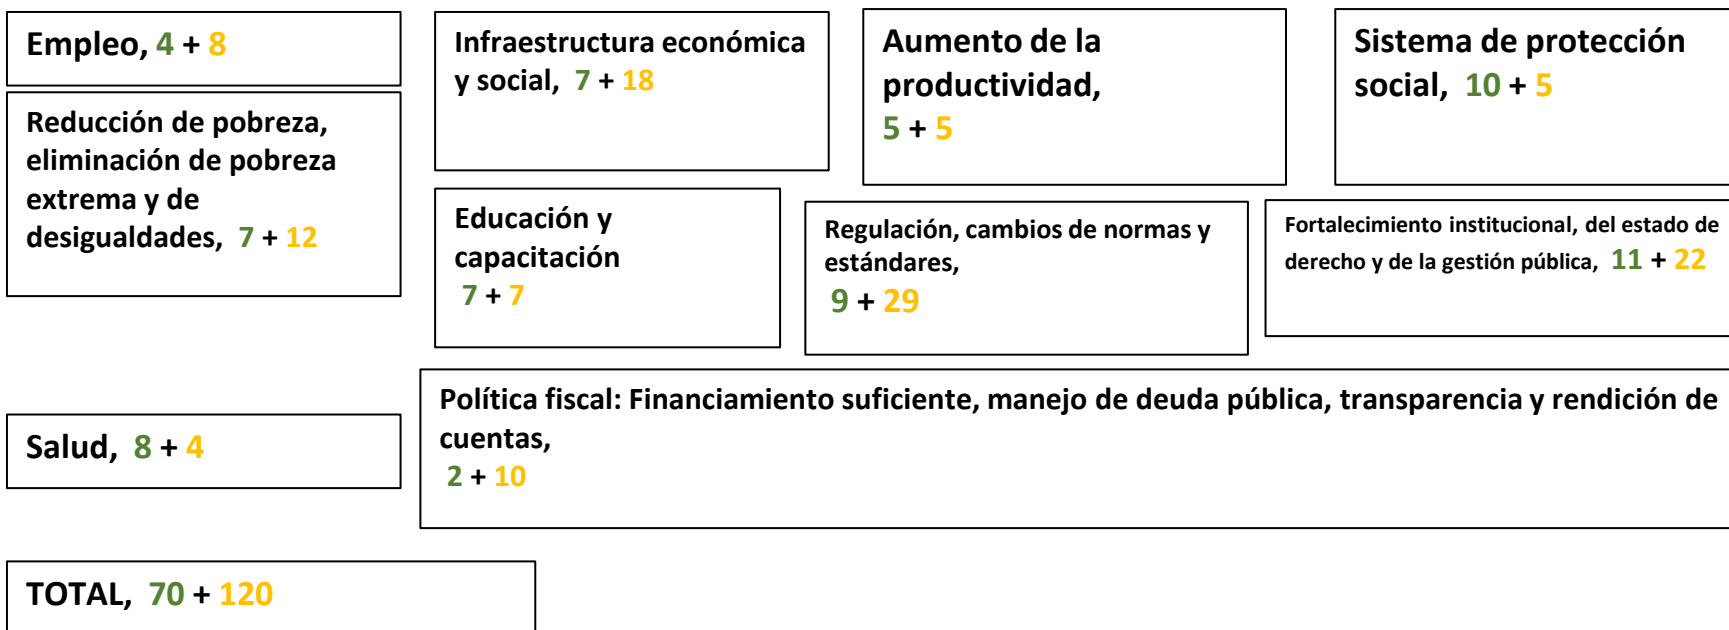 Empleo, 4 + 8
Infraestructura económica
y social, 7 + 18
Aumento de la
productividad,
5 + 5
Sistema de protección
social, 10 + 5
Reducción de pobreza,
eliminación de pobreza
extrema y de
desigualdades, 7 + 12
Educación y
capacitación
7 + 7
Regulación, cambios de normas y
estándares,
9 + 29
Fortalecimiento institucional, del estado de
derecho y de la gestión pública, 11 + 22
Salud, 8 + 4
Política fiscal: Financiamiento suficiente, manejo de deuda pública, transparencia y rendición de
cuentas,
2 + 10
TOTAL, 70 + 120